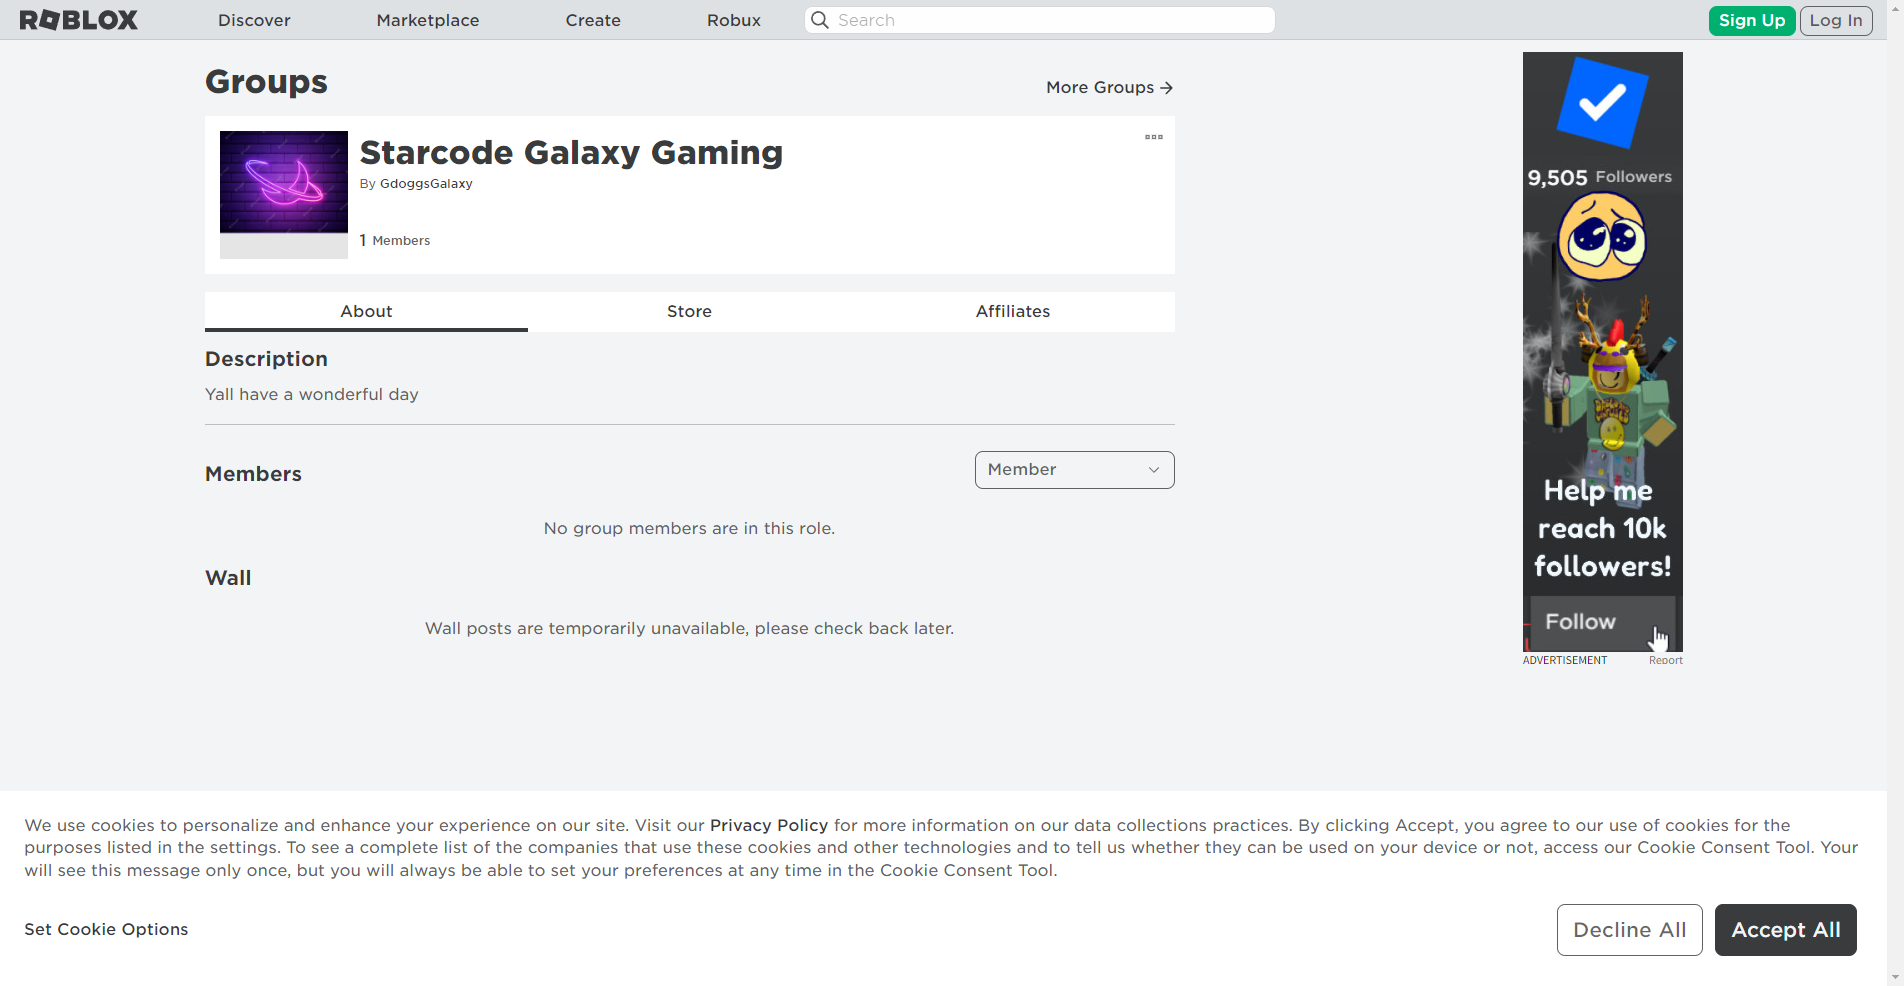 ROBLOX Discover Marketplace Create Robux Search Sign Up Log In
Groups
More Groups →
Starcode Galaxy Gaming
By GdoggsGalaxy
1 Members
About Store Affiliates
Description
Yall have a wonderful day
Members
Member
No group members are in this role.
Wall
Wall posts are temporarily unavailable, please check back later.
9,505 Followers
Help me
reach 10k
followers!
Follow
ADVERTISEMENT Report
We use cookies to personalize and enhance your experience on our site. Visit our Privacy Policy for more information on our data collections practices. By clicking Accept, you agree to our use of cookies for the
purposes listed in the settings. To see a complete list of the companies that use these cookies and other technologies and to tell us whether they can be used on your device or not, access our Cookie Consent Tool. Your
will see this message only once, but you will always be able to set your preferences at any time in the Cookie Consent Tool.
Set Cookie Options
Decline All
Accept All